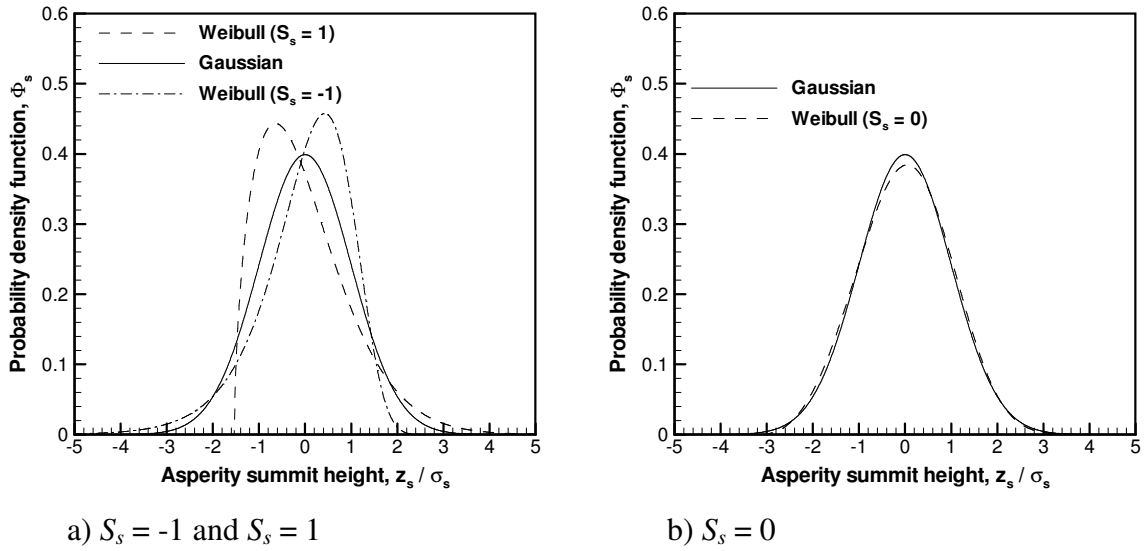 0.6
Weibull (S_s = 1)
Gaussian
Weibull (S_s = -1)
0.5
0.4
0.3
0.2
0.1
0
Probability density function, Φ_s
-5 -4 -3 -2 -1 0 1 2 3 4 5
Asperity summit height, z_s / σ_s
a) S_s = -1 and S_s = 1
0.6
0.5
Gaussian
Weibull (S_s = 0)
0.4
0.3
0.2
0.1
0
Probability density function, Φ_s
-5 -4 -3 -2 -1 0 1 2 3 4 5
Asperity summit height, z_s / σ_s
b) S_s = 0